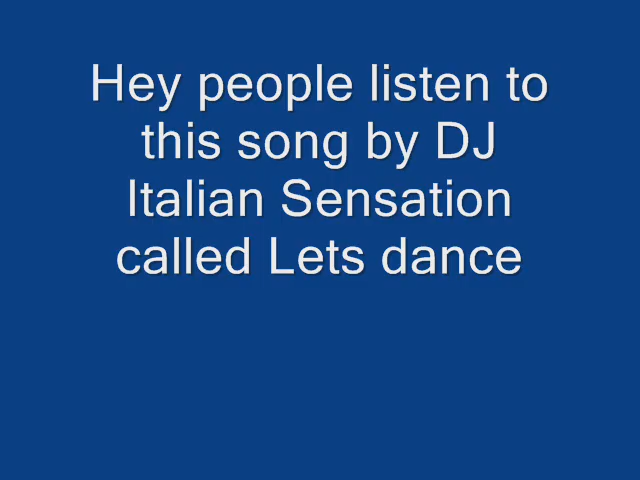 Hey people listen to
this song by DJ
Italian Sensation
called Lets dance